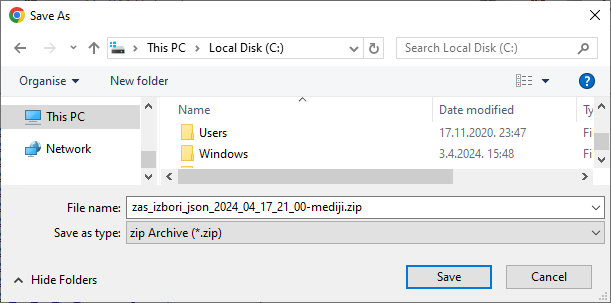 Save As
This PC > Local Disk (C:)
Search Local Disk (C:)
Organise
New folder
Name
Date modified
Ty
This PC
Network
Users
17.11.2020. 23:47
Fi
Windows
3.4.2024. 15:48
Fi
File name:
zas_izbori_json_2024_04_17_21_00-mediji.zip
Save as type:
zip Archive (*.zip)
Hide Folders
Save
Cancel